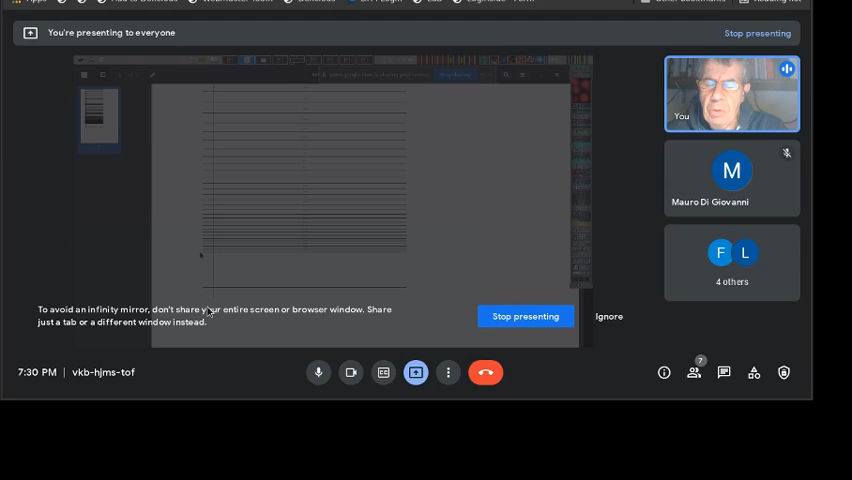 Apps
You're presenting to everyone
Stop presenting
You
M
Mauro Di Giovanni
F L
4 others
To avoid an infinity mirror, don't share your entire screen or browser window. Share
just a tab or a different window instead.
Stop presenting
Ignore
7:30 PM | vkb-hjms-tof
7